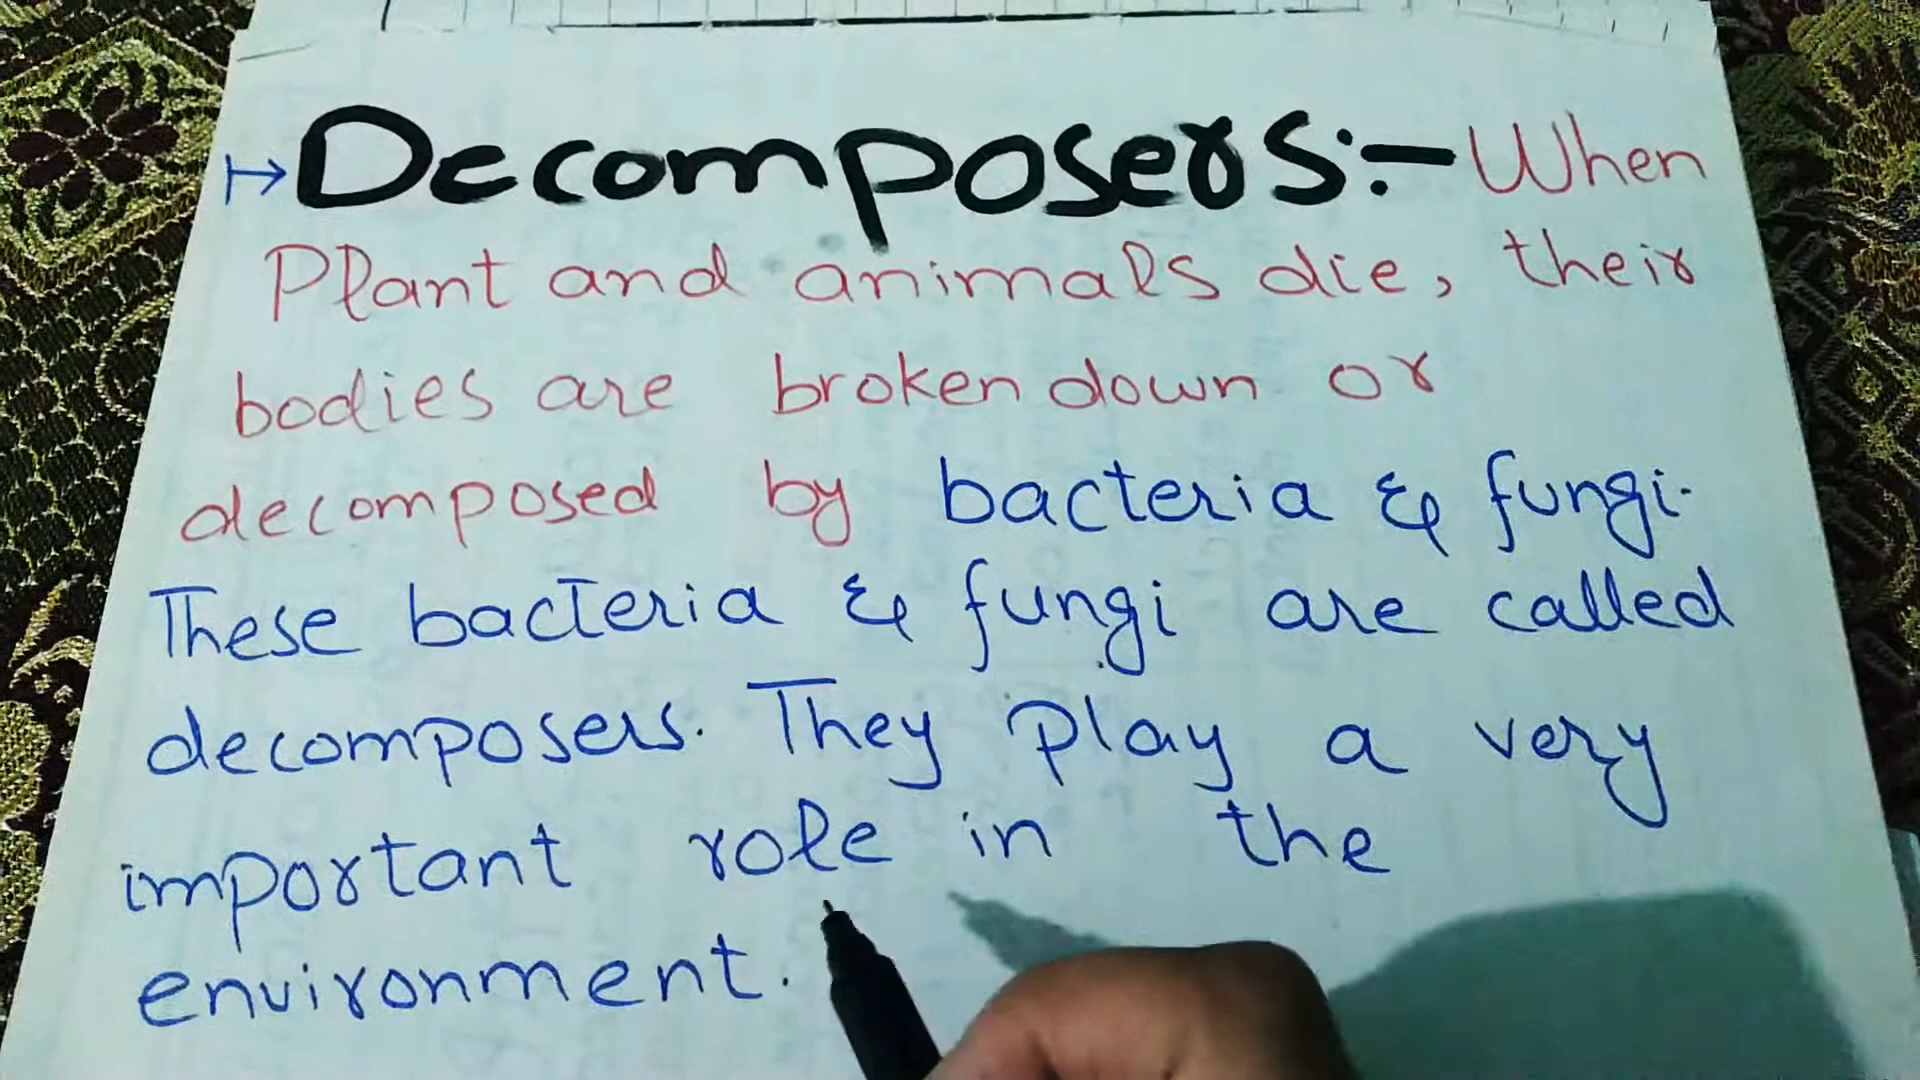 ↦ Decomposers:- When
Plant and animals die, their
bodies are broken down or
decomposed by bacteria & fungi.
These bacteria & fungi are called
decomposers. They play a very
important role in the
environment.